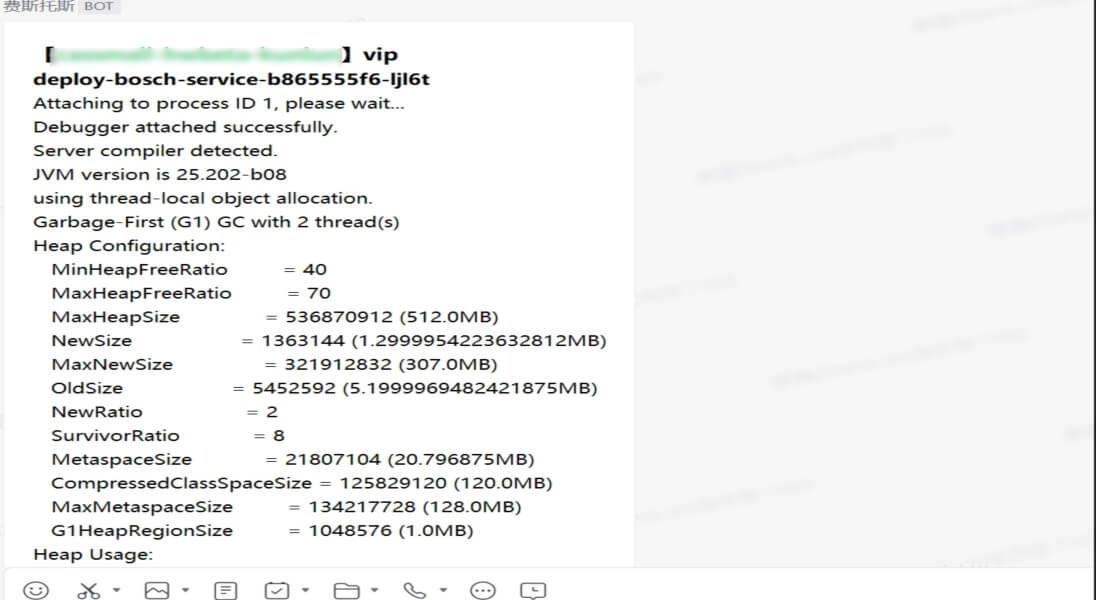 费斯托斯 BOT
【 】vip
deploy-bosch-service-b865555f6-ljl6t
Attaching to process ID 1, please wait...
Debugger attached successfully.
Server compiler detected.
JVM version is 25.202-b08
using thread-local object allocation.
Garbage-First (G1) GC with 2 thread(s)
Heap Configuration:
MinHeapFreeRatio = 40
MaxHeapFreeRatio = 70
MaxHeapSize = 536870912 (512.0MB)
NewSize = 1363144 (1.2999954223632812MB)
MaxNewSize = 321912832 (307.0MB)
OldSize = 5452592 (5.1999969482421875MB)
NewRatio = 2
SurvivorRatio = 8
MetaspaceSize = 21807104 (20.796875MB)
CompressedClassSpaceSize = 125829120 (120.0MB)
MaxMetaspaceSize = 134217728 (128.0MB)
G1HeapRegionSize = 1048576 (1.0MB)
Heap Usage: